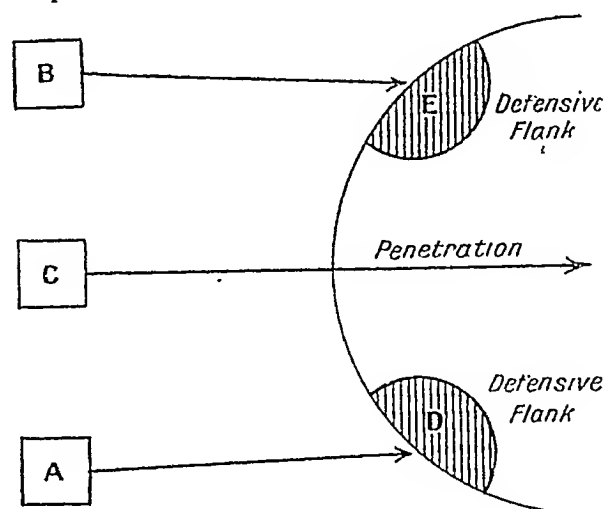 B
E
Defensive
Flank
C
Penetration
Defensive
Flank
D
A